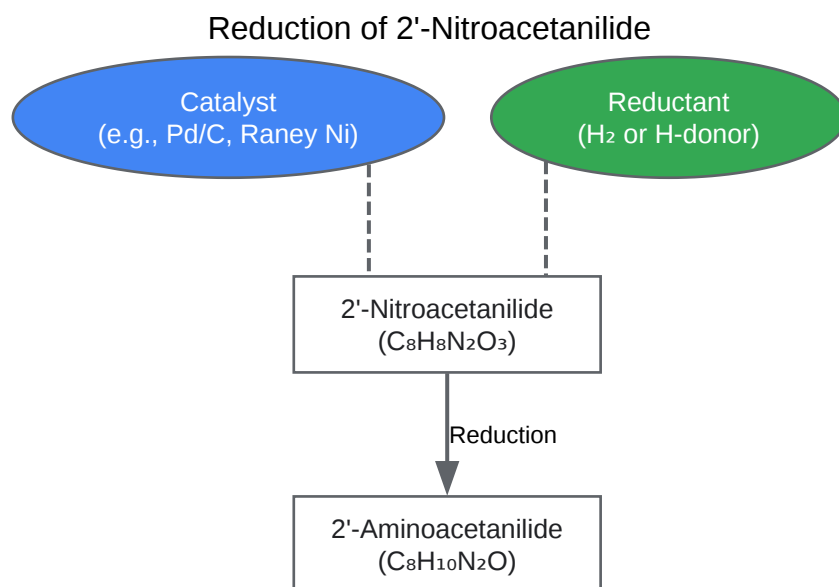 Reduction of 2'-Nitroacetanilide
Catalyst
(e.g., Pd/C, Raney Ni)
Reductant
(H₂ or H-donor)
2'-Nitroacetanilide
(C₈H₈N₂O₃)
Reduction
2'-Aminoacetanilide
(C₈H₁₀N₂O)